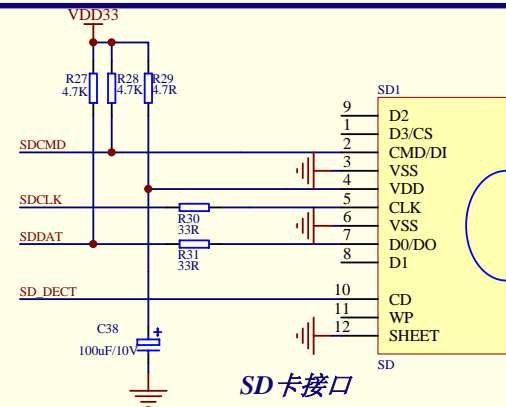 VDD33
R27 R28 R29
4.7K 4.7K 4.7R
SD1
9 D2
1 D3/CS
SDCMD 2 CMD/DI
3 VSS
4 VDD
SDCLK 5 CLK
R30
33R
6 VSS
SDDAT 7 D0/DO
R31
33R
8 D1
SD_DECT 10 CD
11 WP
12 SHEET
C38
100uF/10V
+
SD
SD卡接口